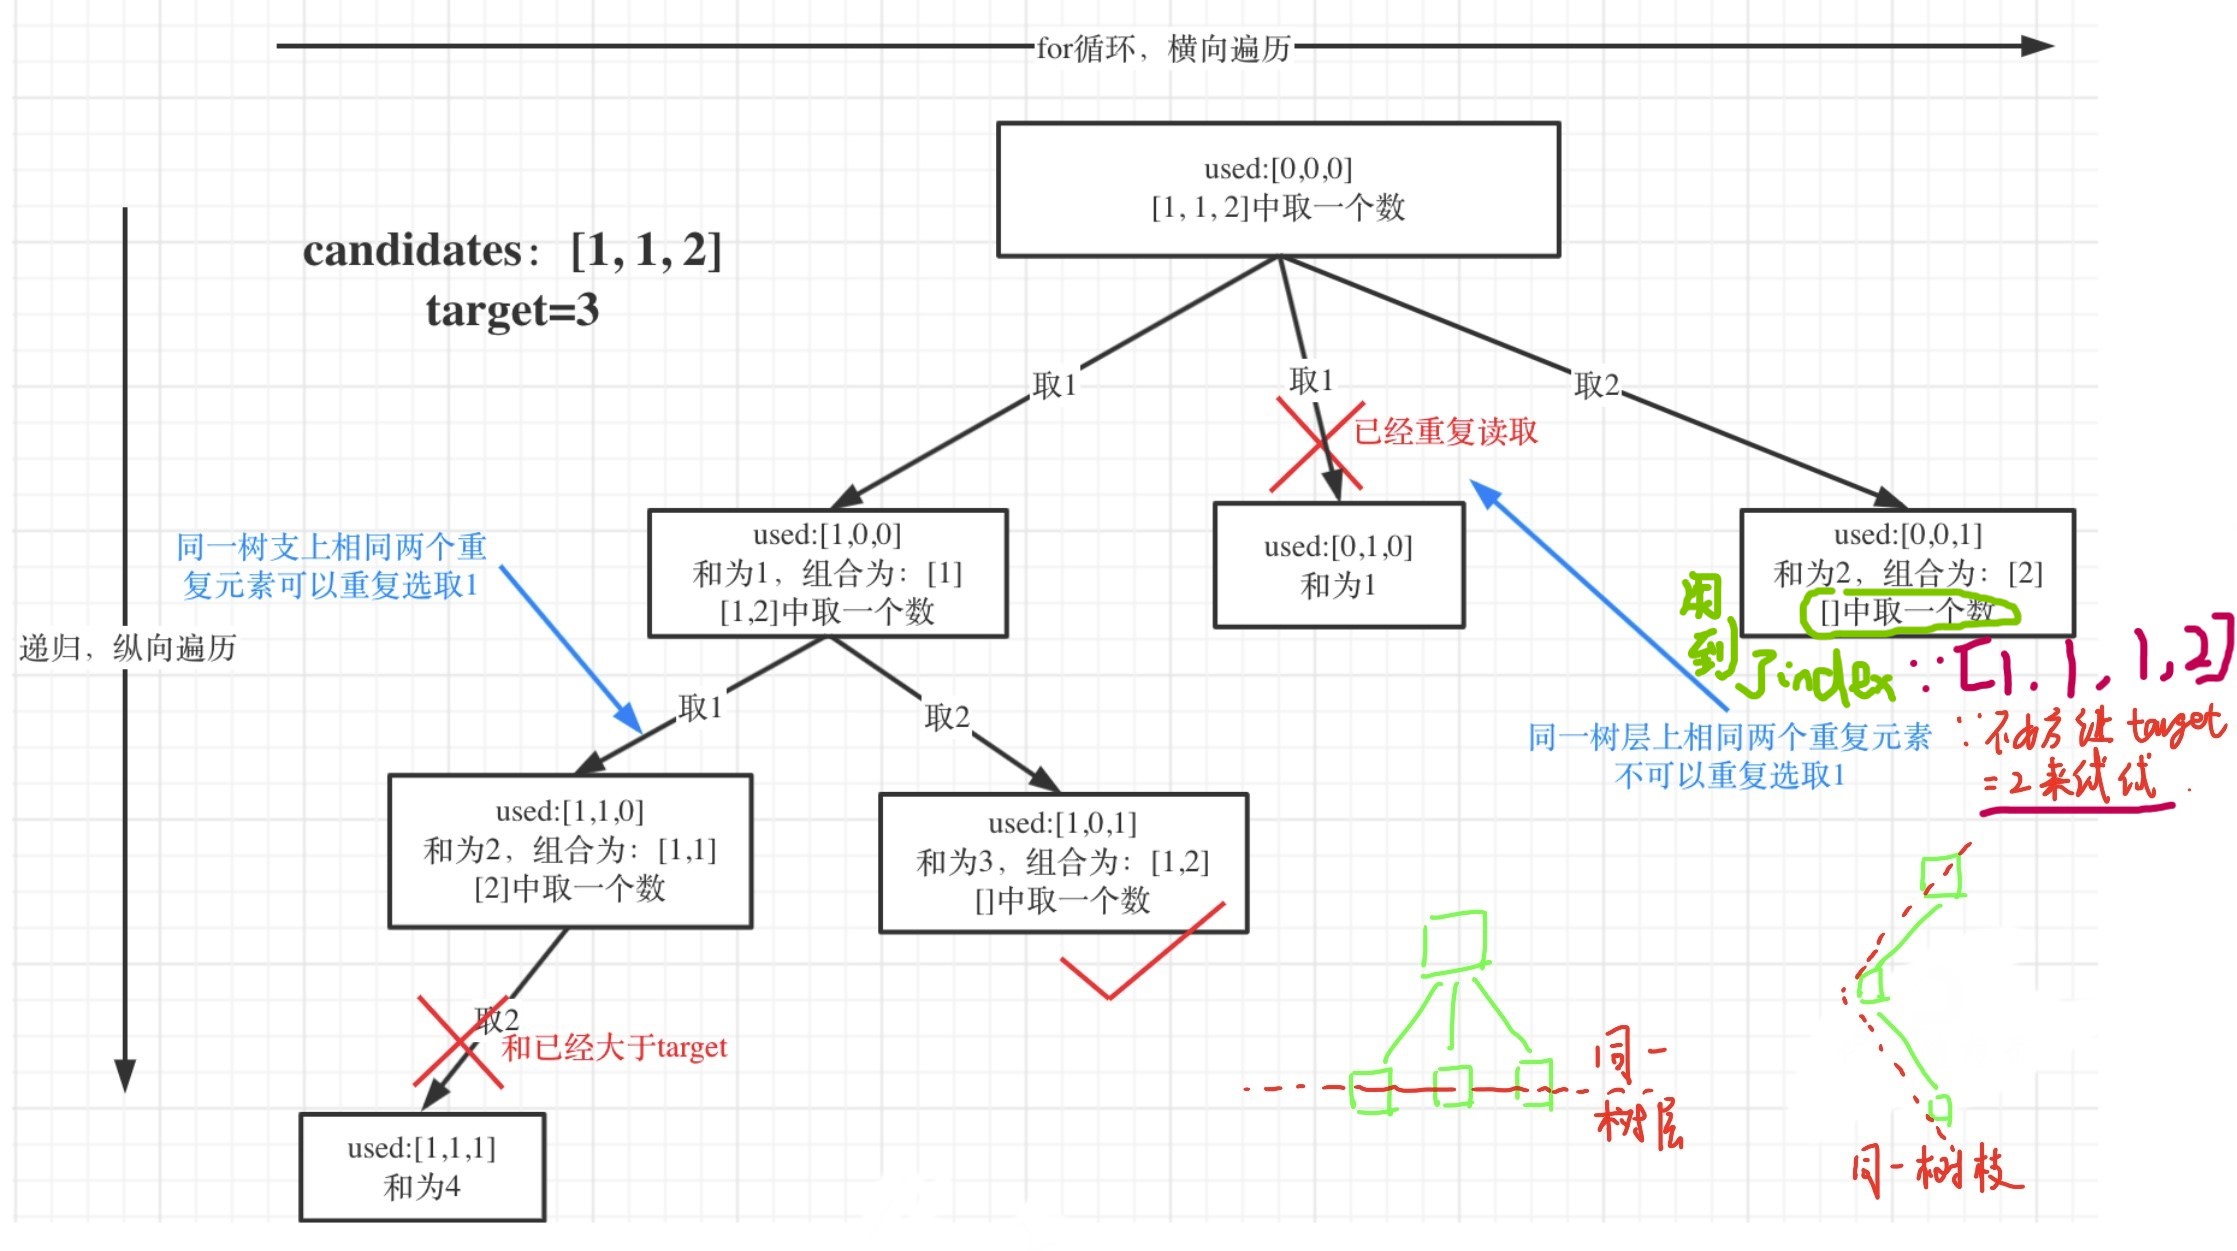 for循环，横向遍历
used:[0,0,0]
[1, 1, 2]中取一个数
candidates：[1, 1, 2]
target=3
取1
取1
取2
已经重复读取
used:[1,0,0]
和为1，组合为：[1]
[1,2]中取一个数
used:[0,1,0]
和为1
used:[0,0,1]
和为2，组合为：[2]
[]中取一个数
同一树支上相同两个重
复元素可以重复选取1
递归，纵向遍历
用
到
了index
∵[1,1,1,2]
取1
取2
同一树层上相同两个重复元素
不可以重复选取1
target
=2来试试
used:[1,1,0]
和为2，组合为：[1,1]
[2]中取一个数
used:[1,0,1]
和为3，组合为：[1,2]
[]中取一个数
取2
和已经大于target
used:[1,1,1]
和为4
同一
树层
同一树枝